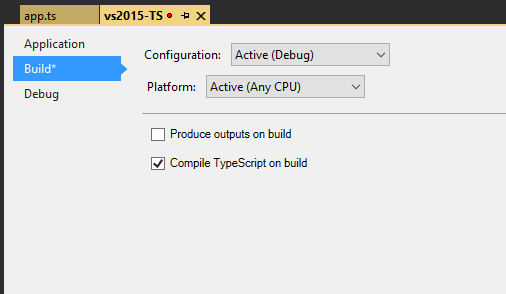 app.ts
vs2015-TS
Application
Build*
Debug
Configuration: Active (Debug)
Platform: Active (Any CPU)
Produce outputs on build
Compile TypeScript on build